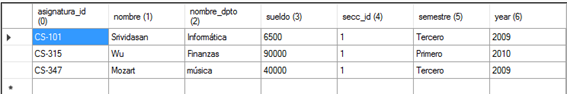 asignatura_id (0) nombre (1) nombre_dpto (2) sueldo (3) secc_id (4) semestre (5) year (6)
CS-101 Srividasan Informática 6500 1 Tercero 2009
CS-315 Wu Finanzas 90000 1 Primero 2010
CS-347 Mozart música 40000 1 Tercero 2009